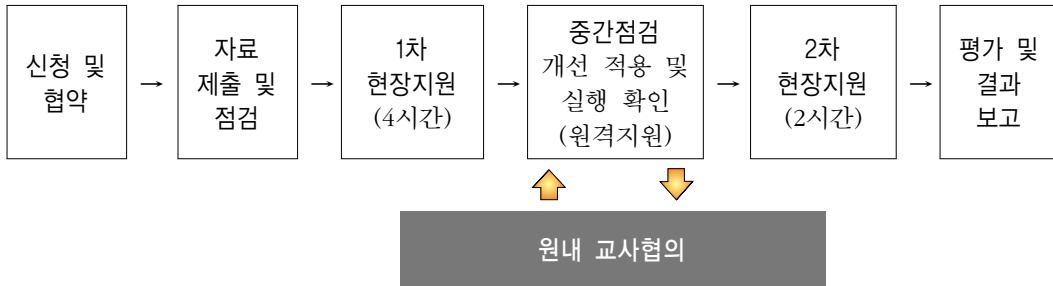 신청 및
협약
→
자료
제출 및
점검
→
1차
현장지원
(4시간)
→
중간점검
개선 적용 및
실행 확인
(원격지원)
→
2차
현장지원
(2시간)
→
평가 및
결과
보고
원내 교사협의